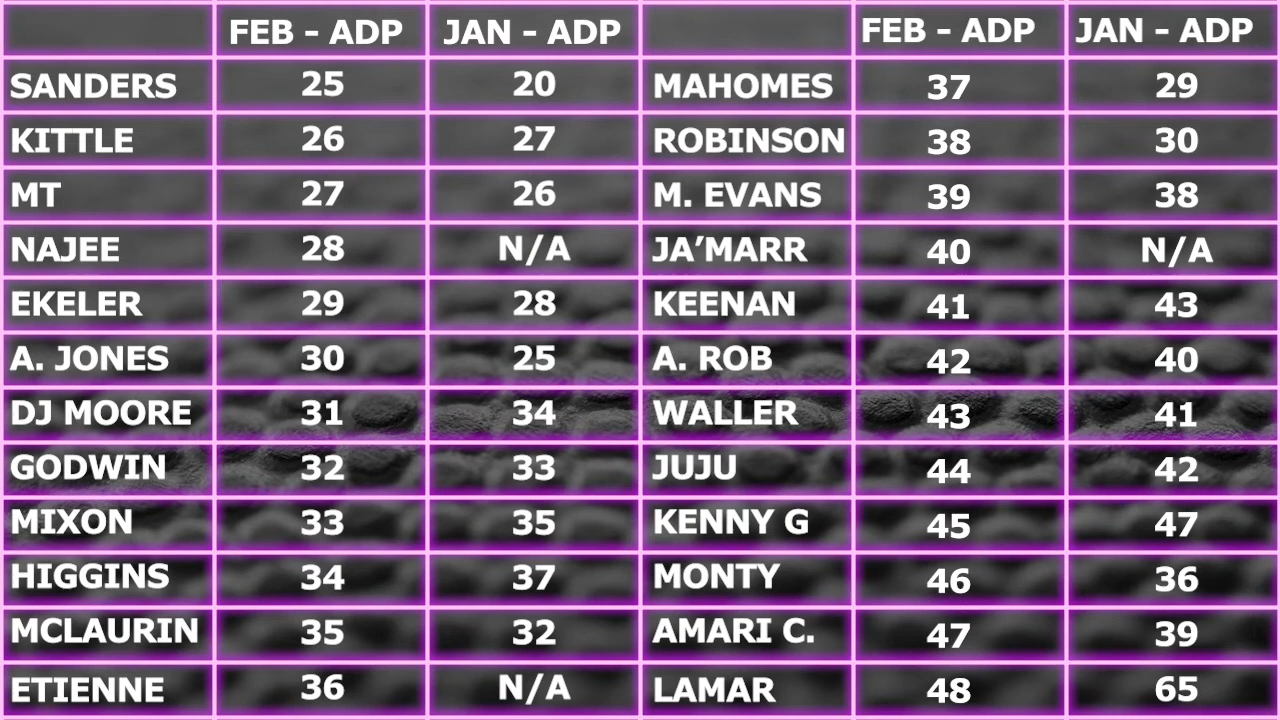 FEB - ADP JAN - ADP FEB - ADP JAN - ADP
SANDERS 25 20 MAHOMES 37 29
KITTLE 26 27 ROBINSON 38 30
MT 27 26 M. EVANS 39 38
NAJEE 28 N/A JA’MARR 40 N/A
EKELER 29 28 KEENAN 41 43
A. JONES 30 25 A. ROB 42 40
DJ MOORE 31 34 WALLER 43 41
GODWIN 32 33 JUJU 44 42
MIXON 33 35 KENNY G 45 47
HIGGINS 34 37 MONTY 46 36
MCLAURIN 35 32 AMARI C. 47 39
ETIENNE 36 N/A LAMAR 48 65